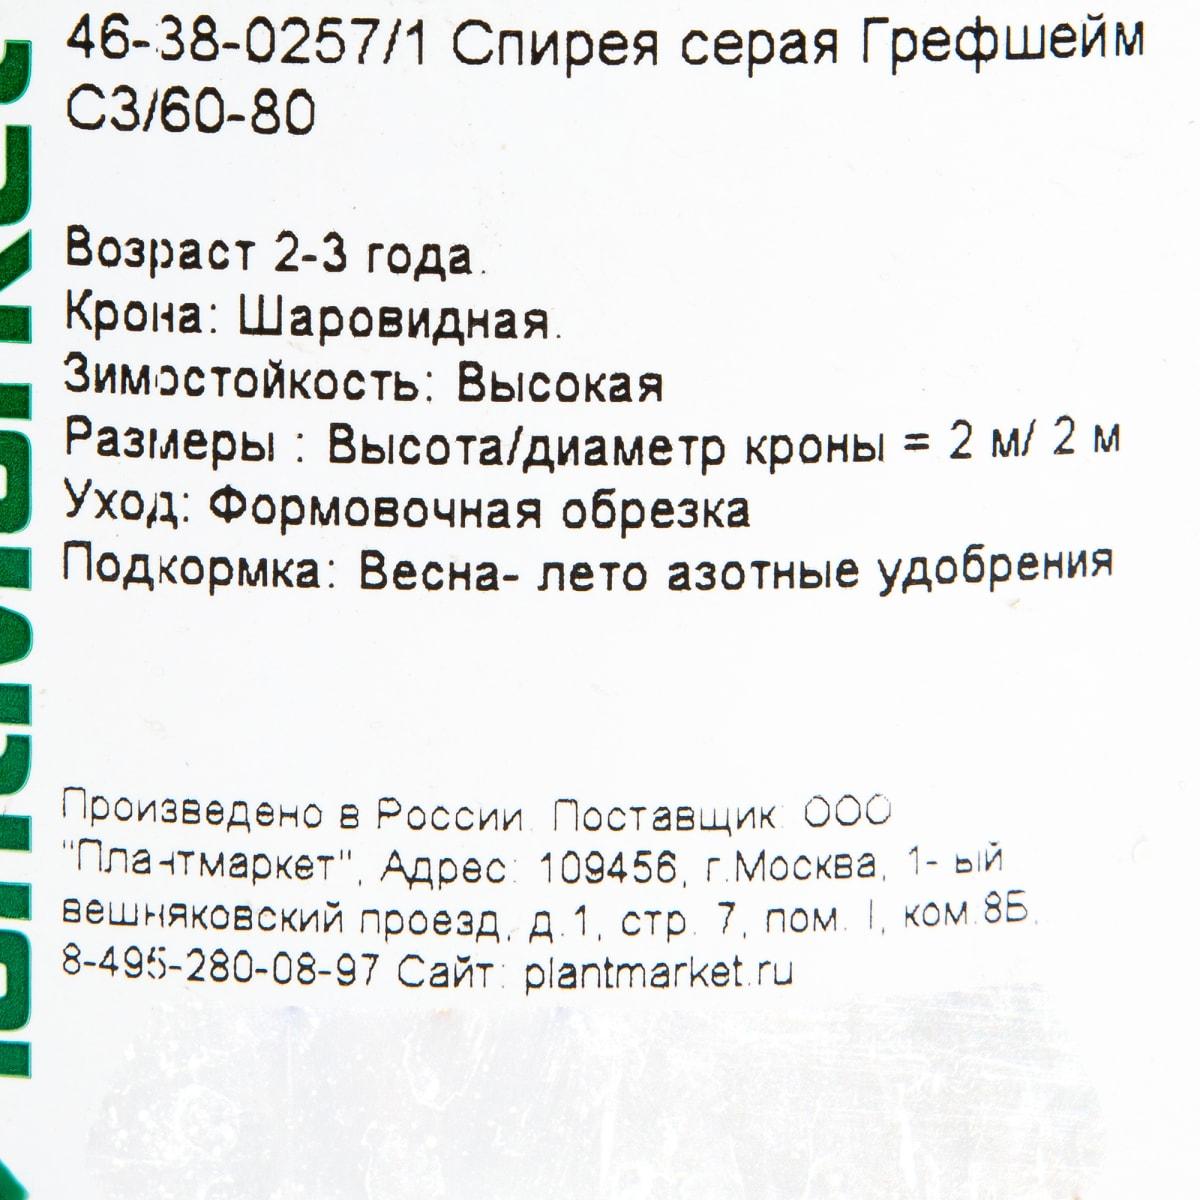 46-38-0257/1 Спирея серая Грефшейм
С3/60-80
Возраст 2-3 года.
Крона: Шаровидная.
Зимостойкость: Высокая
Размеры : Высота/диаметр кроны = 2 м/ 2 м
Уход: Формовочная обрезка
Подкормка: Весна- лето азотные удобрения
Произведено в России. Поставщик: ООО
"Плантмаркет", Адрес: 109456, г.Москва, 1- ый
вешняковский проезд, д.1, стр. 7, пом. I, ком.8Б,
8-495-280-08-97 Сайт: plantmarket.ru